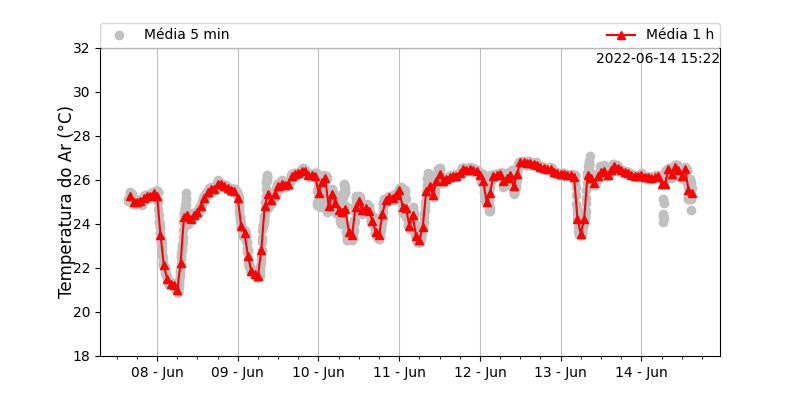 Média 5 min
Média 1 h
2022-06-14 15:22
Temperatura do Ar (°C)
32
30
28
26
24
22
20
18
08 - Jun
09 - Jun
10 - Jun
11 - Jun
12 - Jun
13 - Jun
14 - Jun